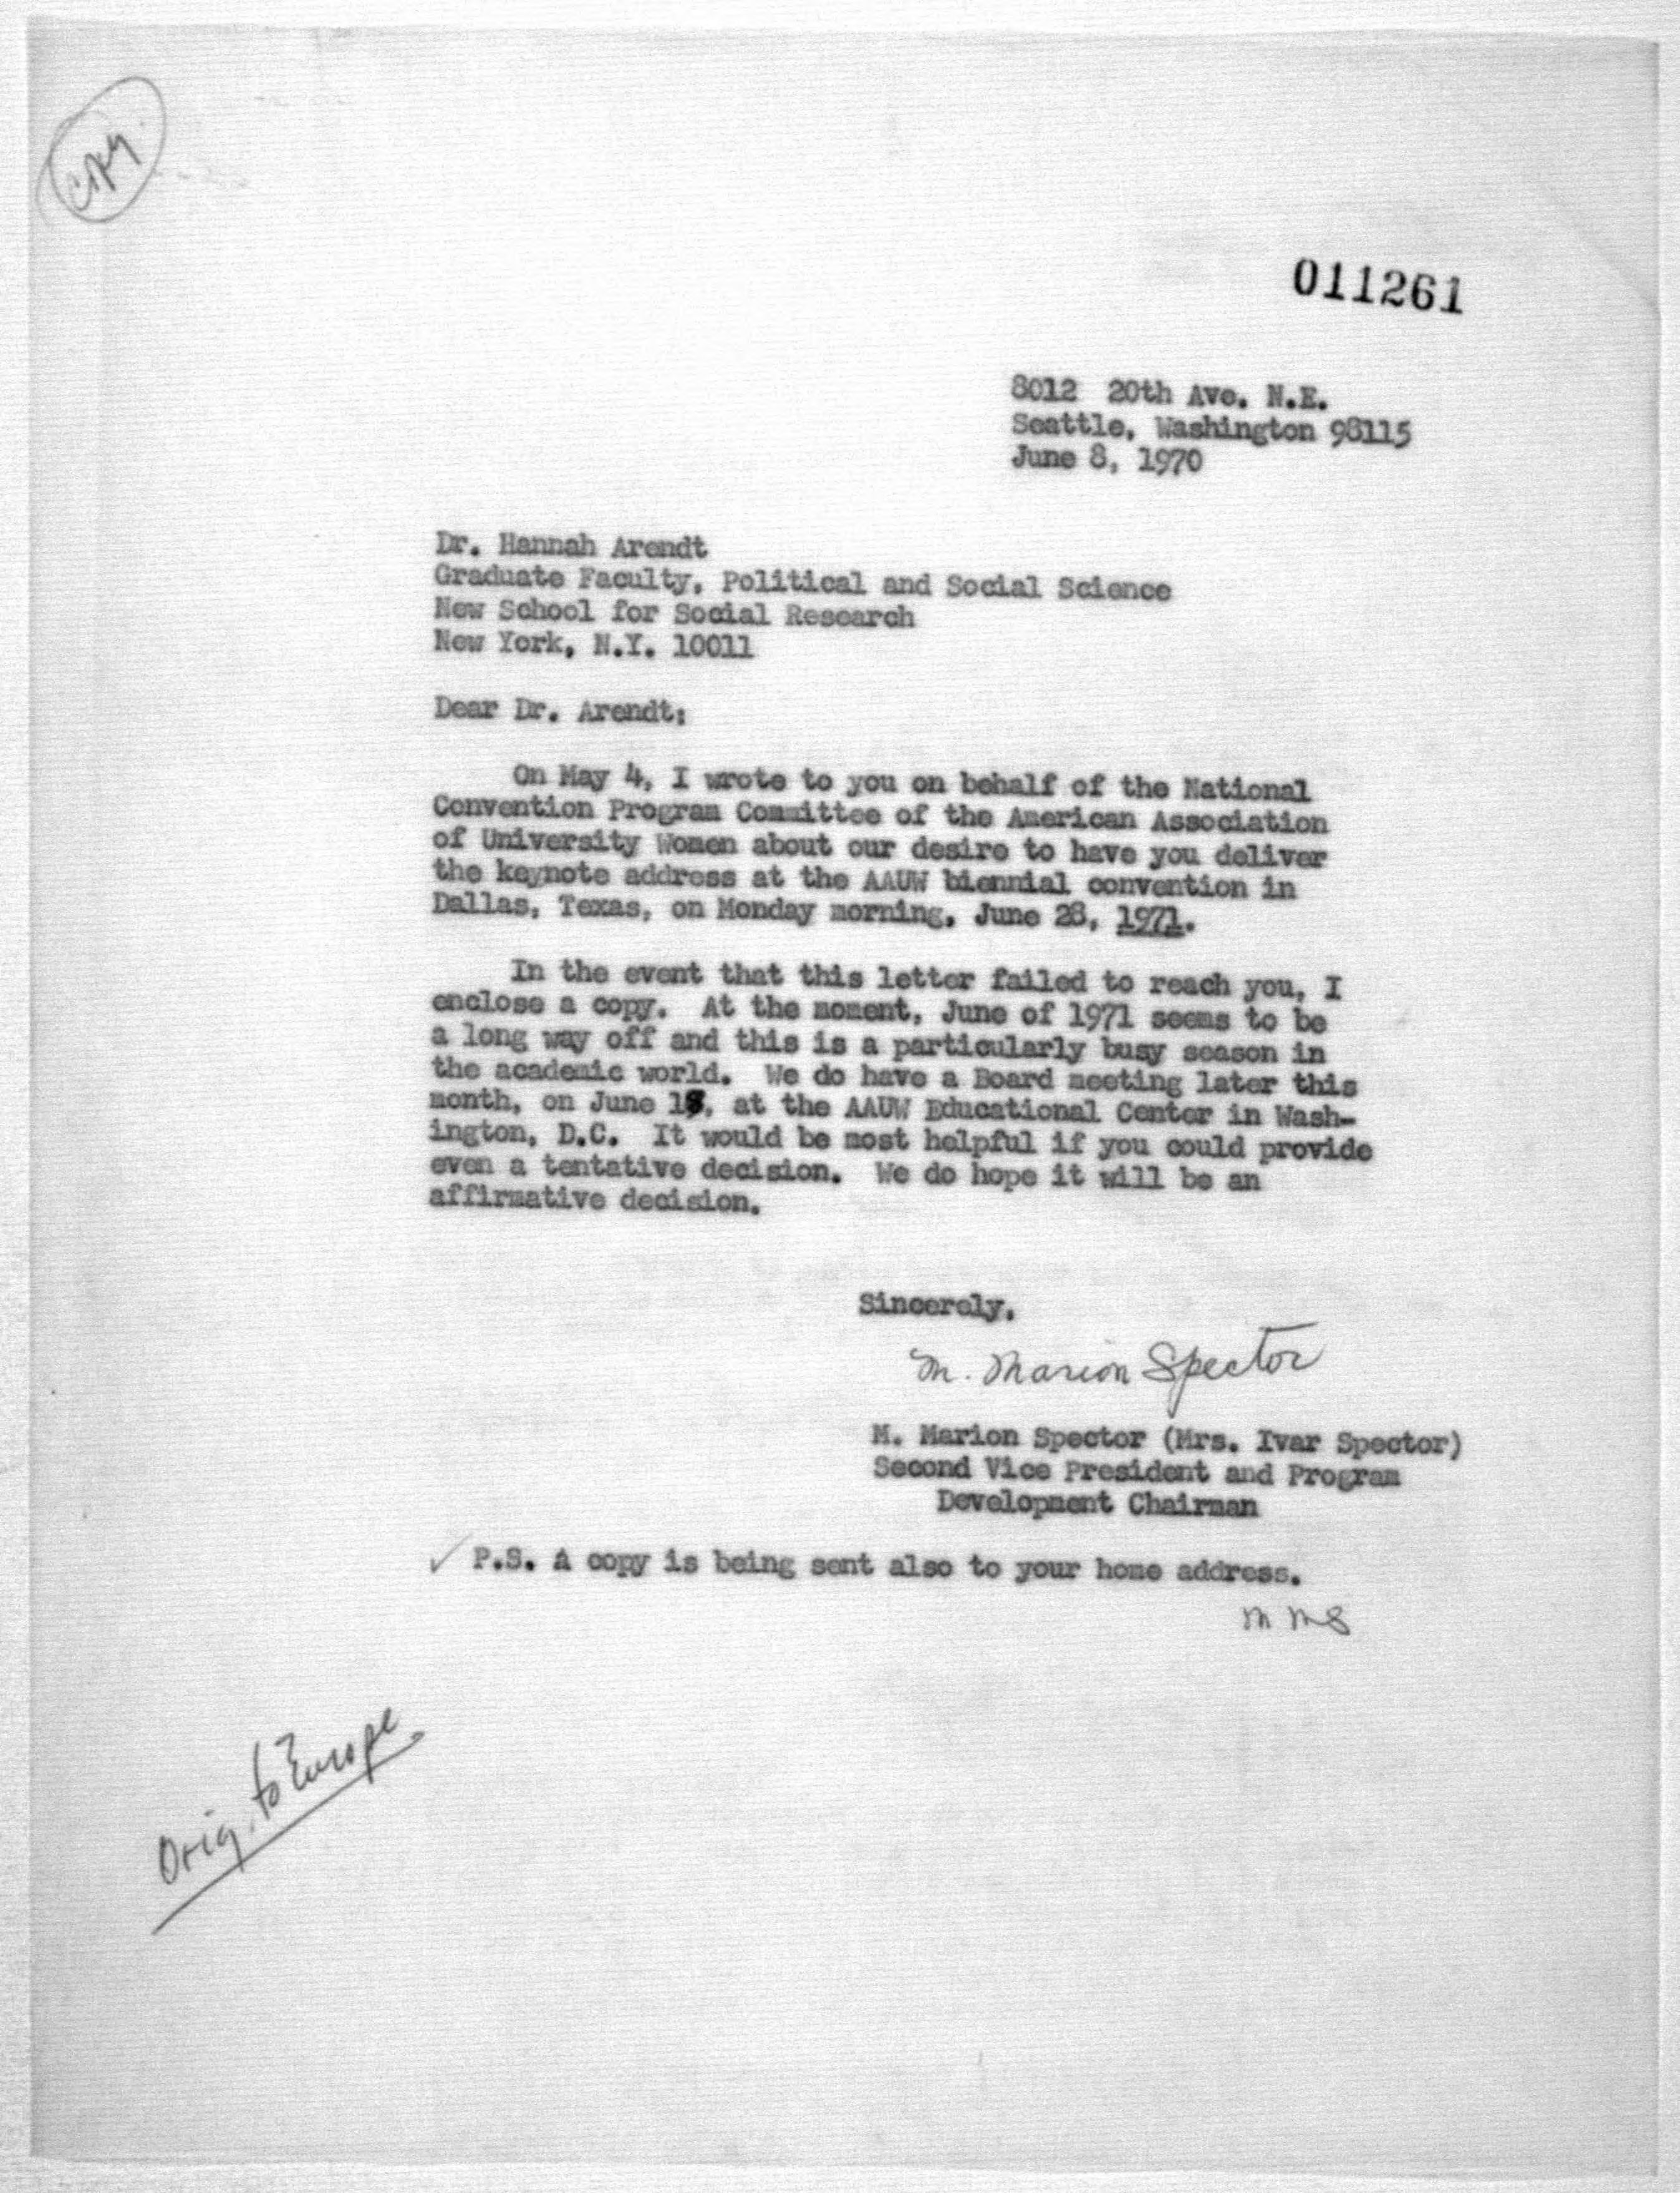 copy
011261
8012 20th Ave. N.E.
Seattle, Washington 98115
June 8, 1970
Dr. Hannah Arendt
Graduate Faculty, Political and Social Science
New School for Social Research
New York, N.Y. 10011
Dear Dr. Arendt:
On May 4, I wrote to you on behalf of the National
Convention Program Committee of the American Association
of University Women about our desire to have you deliver
the keynote address at the AAUW biennial convention in
Dallas, Texas, on Monday morning, June 28, 1971.
In the event that this letter failed to reach you, I
enclose a copy. At the moment, June of 1971 seems to be
a long way off and this is a particularly busy season in
the academic world. We do have a Board meeting later this
month, on June , at the AAUW Educational Center in Wash-
ington, D.C. It would be most helpful if you could provide
even a tentative decision. We do hope it will be an
affirmative decision.
Sincerely,
M. Marion Spector
M. Marion Spector (Mrs. Ivar Spector)
Second Vice President and Program
Development Chairman
✓ P.S. A copy is being sent also to your home address.
M M S
Orig. to Europe